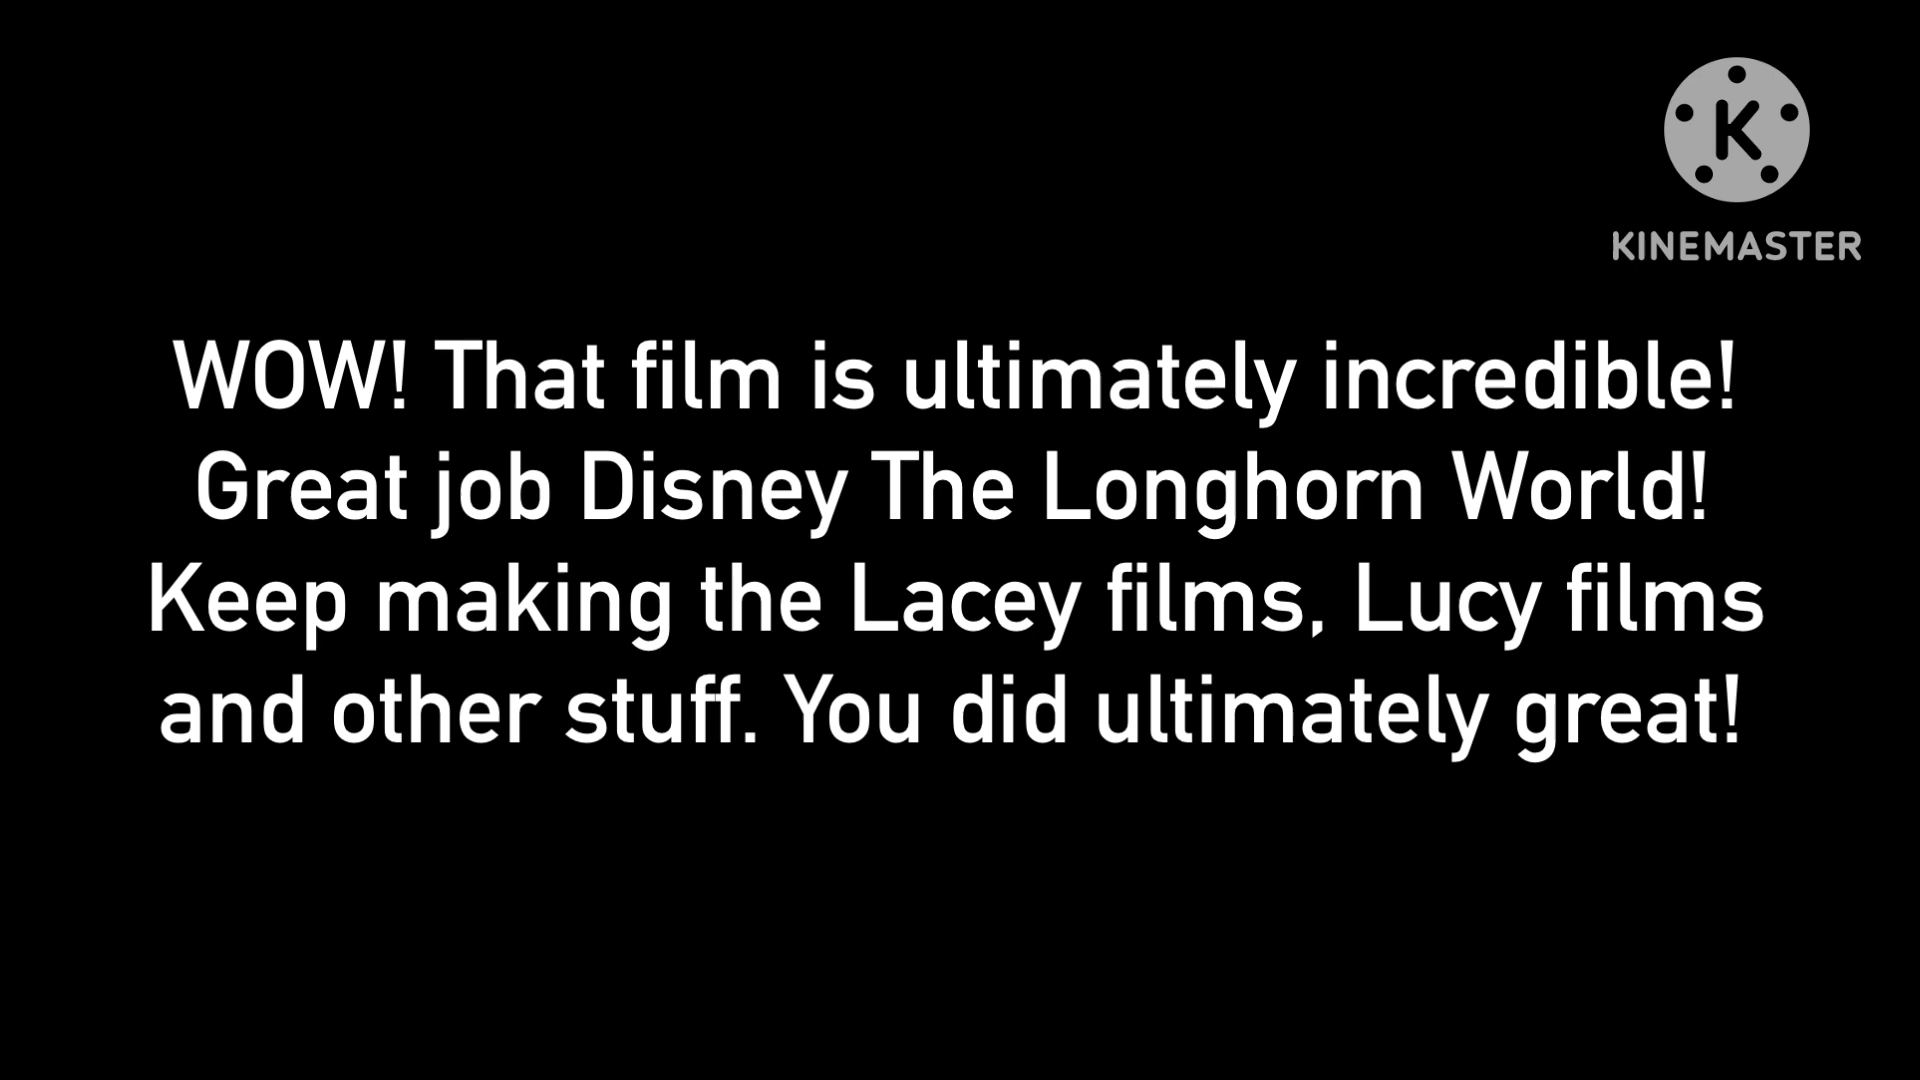 K
KINEMASTER
WOW! That film is ultimately incredible!
Great job Disney The Longhorn World!
Keep making the Lacey films, Lucy films
and other stuff. You did ultimately great!